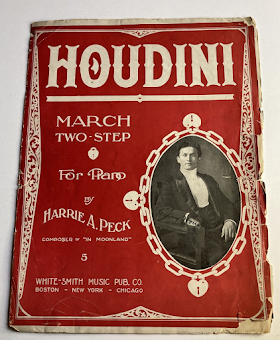 HOUDINI
MARCH
TWO-STEP
For Piano
BY
HARRIE A. PECK
COMPOSER OF "IN MOONLAND"
5
WHITE-SMITH MUSIC PUB. CO.
BOSTON - NEW YORK - CHICAGO